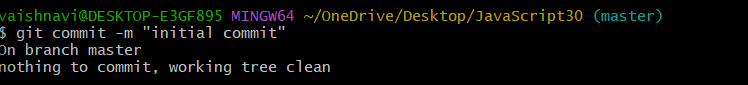 vaishnavi@DESKTOP-E3GF895 MINGW64 ~/OneDrive/Desktop/JavaScript30 (master)
$ git commit -m "initial commit"
On branch master
nothing to commit, working tree clean